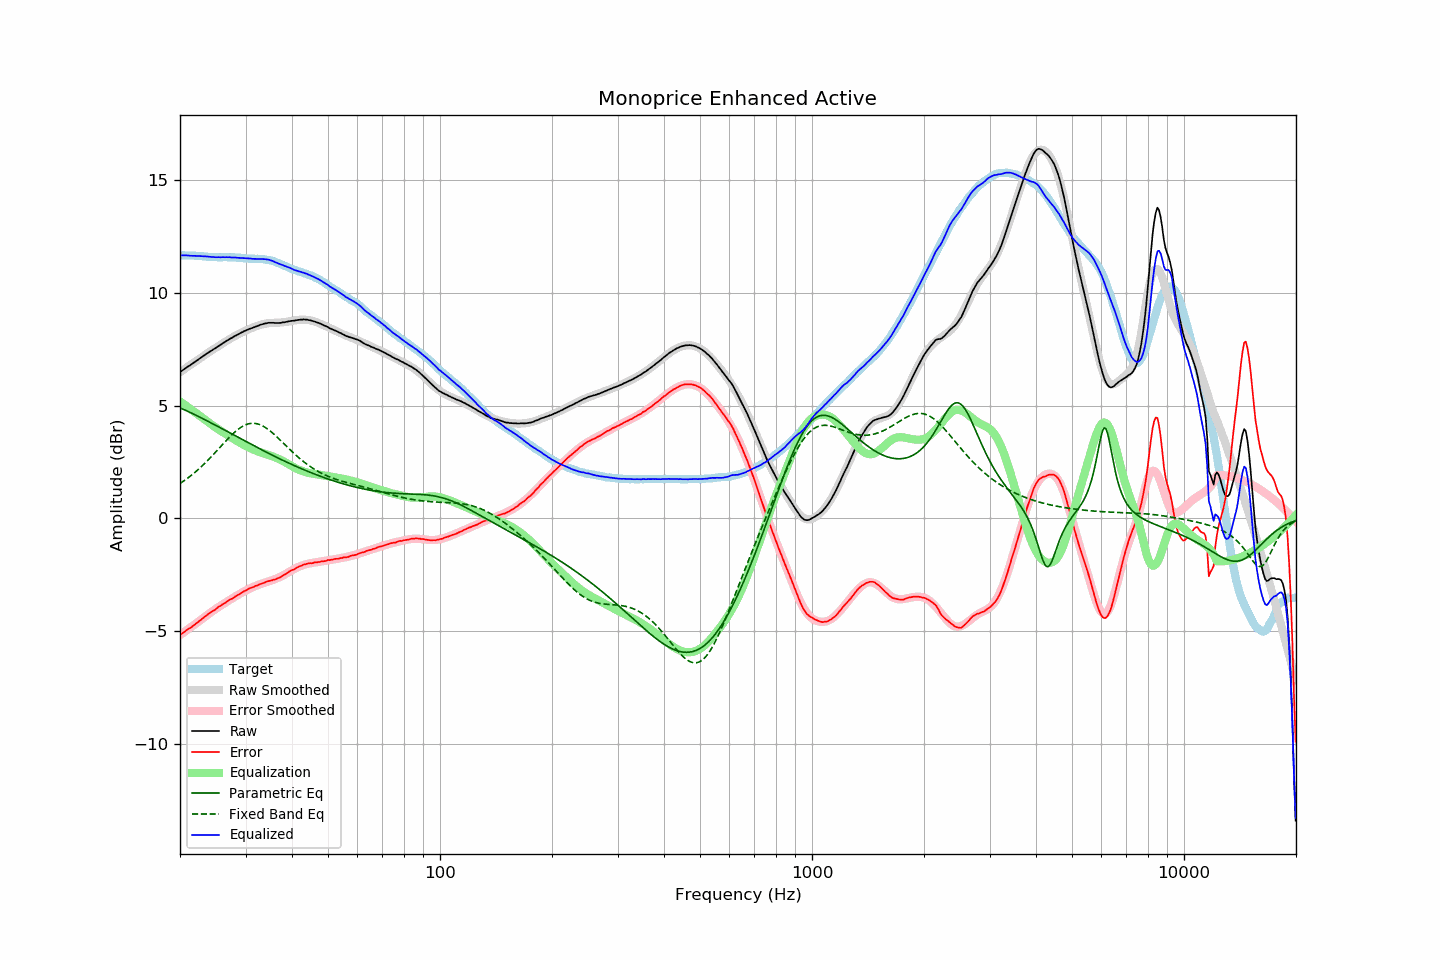 Monoprice Enhanced Active
15
10
5
0
−5
−10
Amplitude (dBr)
Target
Raw Smoothed
Error Smoothed
Raw
Error
Equalization
Parametric Eq
Fixed Band Eq
Equalized
100
1000
10000
Frequency (Hz)